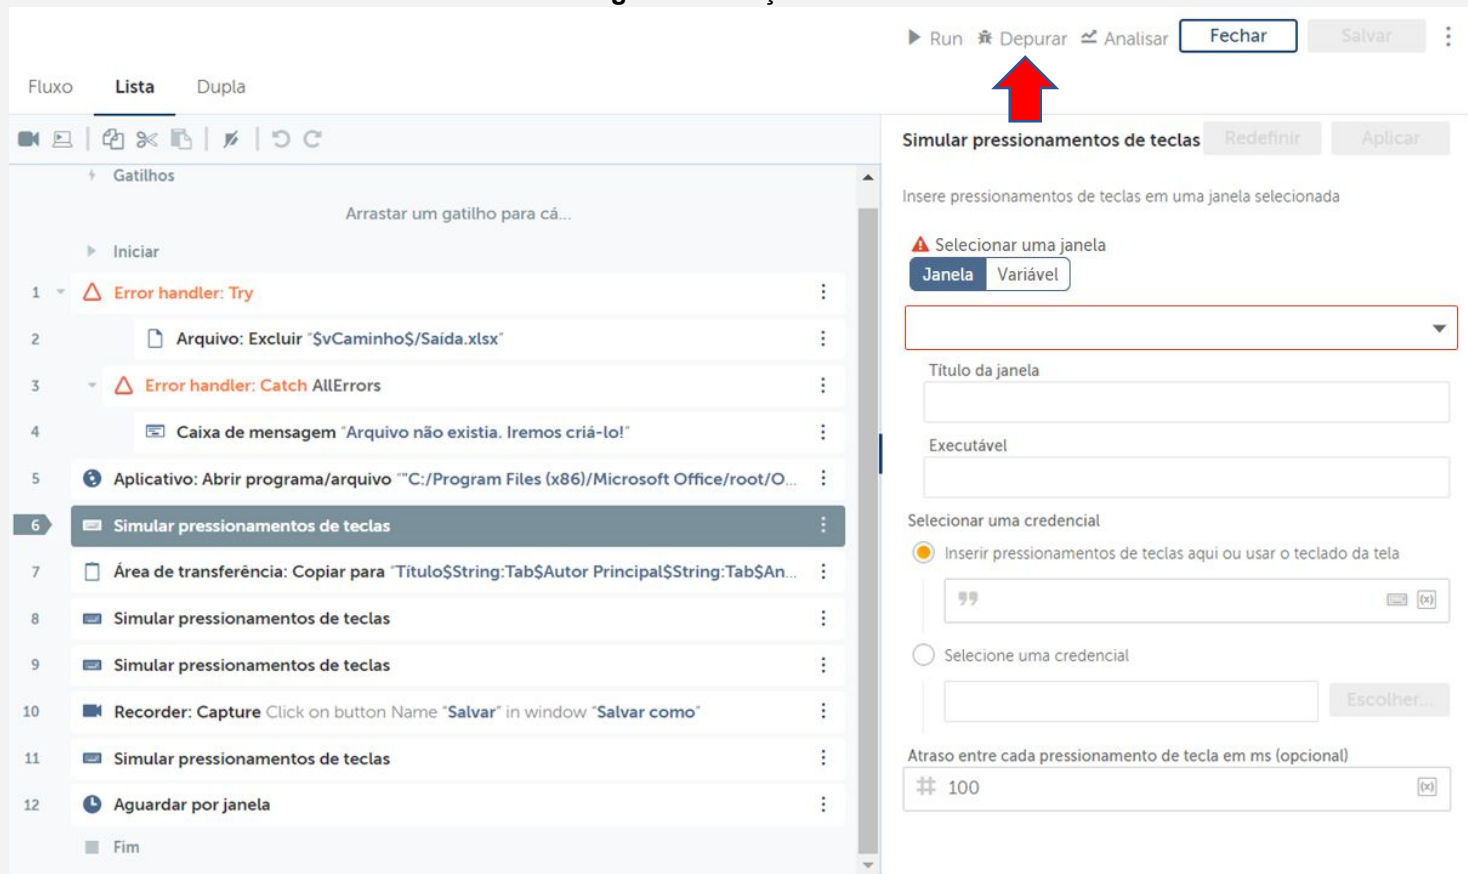 Run Depurar Analisar Fechar Salvar
Fluxo Lista Dupla
Simular pressionamentos de teclas Redefinir Aplicar
Gatilhos
Arrastar um gatilho para cá...
Iniciar
1 Error handler: Try
2 Arquivo: Excluir "$vCaminho$/Saída.xlsx"
3 Error handler: Catch AllErrors
4 Caixa de mensagem "Arquivo não existia. Iremos criá-lo!"
5 Aplicativo: Abrir programa/arquivo ""C:/Program Files (x86)/Microsoft Office/root/O...
6 Simular pressionamentos de teclas
7 Área de transferência: Copiar para "Título$String:Tab$Autor Principal$String:Tab$An...
8 Simular pressionamentos de teclas
9 Simular pressionamentos de teclas
10 Recorder: Capture Click on button Name "Salvar" in window "Salvar como"
11 Simular pressionamentos de teclas
12 Aguardar por janela
Fim
Insere pressionamentos de teclas em uma janela selecionada
Selecionar uma janela
Janela Variável
Título da janela
Executável
Selecionar uma credencial
Inserir pressionamentos de teclas aqui ou usar o teclado da tela
(x)
Selecione uma credencial
Escolher...
Atraso entre cada pressionamento de tecla em ms (opcional)
# 100 (x)